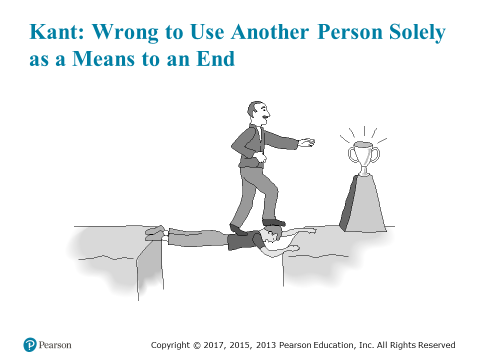 Kant: Wrong to Use Another Person Solely
as a Means to an End
Pearson
Copyright © 2017, 2015, 2013 Pearson Education, Inc. All Rights Reserved